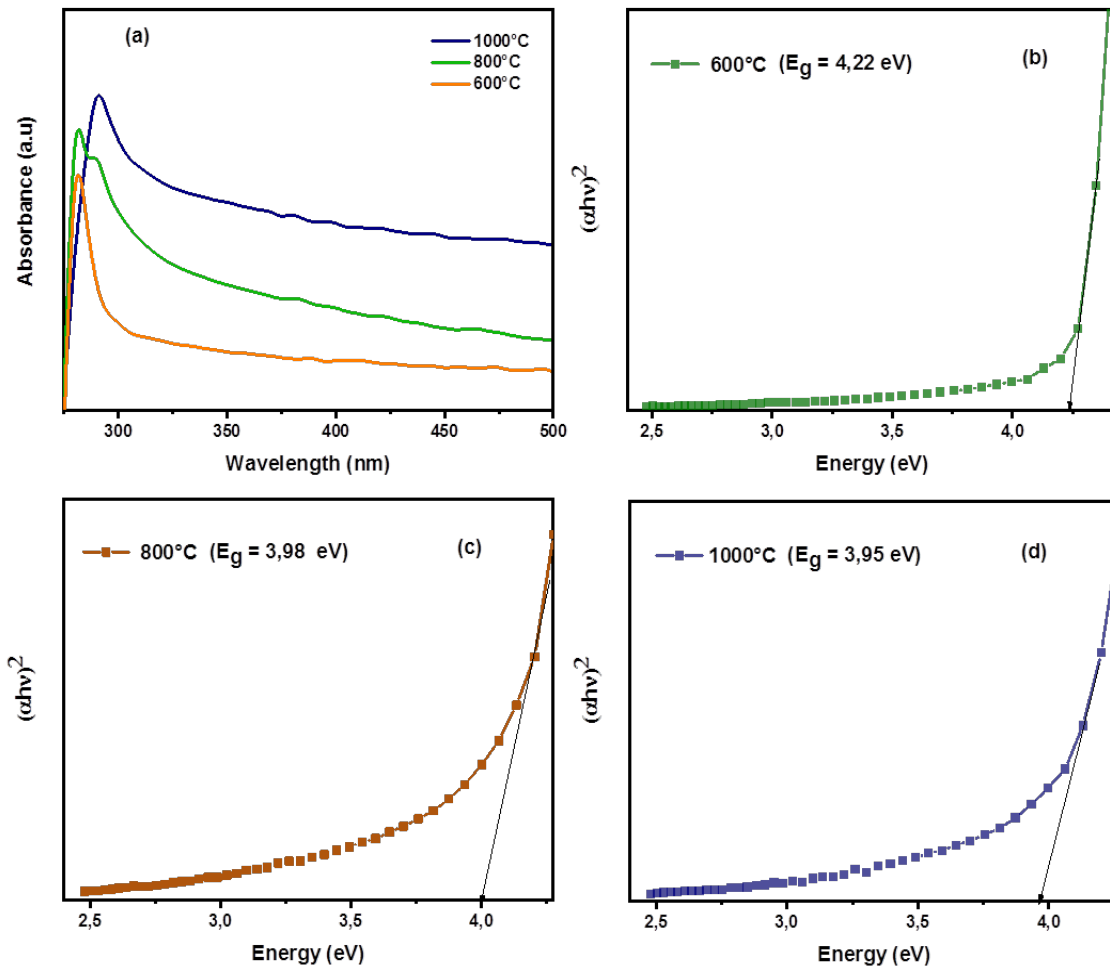 (a)
1000°C
800°C
600°C
Absorbance (a.u)
300 350 400 450 500
Wavelength (nm)
600°C (Eg = 4,22 eV)
(b)
(αhν)²
2,5 3,0 3,5 4,0
Energy (eV)
800°C (Eg = 3,98 eV)
(c)
(αhν)²
2,5 3,0 3,5 4,0
Energy (eV)
1000°C (Eg = 3,95 eV)
(d)
(αhν)²
2,5 3,0 3,5 4,0
Energy (eV)